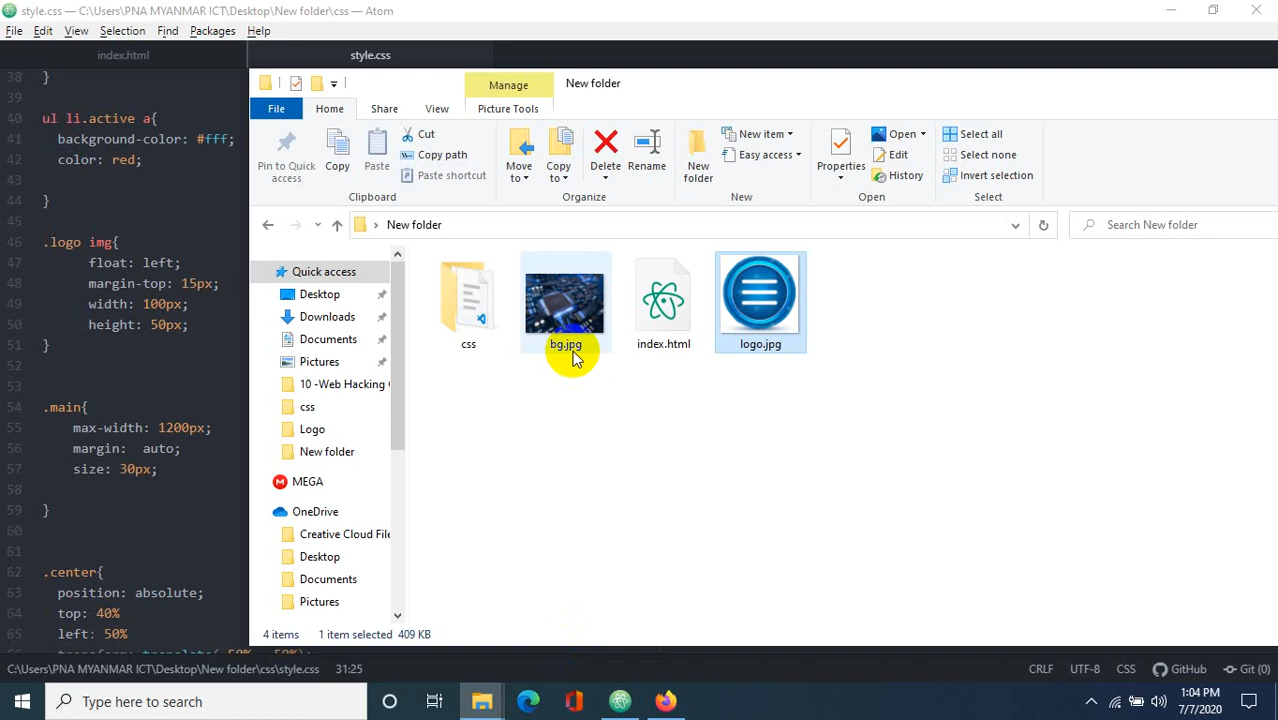 style.css — C:\Users\PNA MYANMAR ICT\Desktop\New folder\css — Atom
File Edit View Selection Find Packages Help
index.html style.css
38 }
39
40 ul li.active a{
41 background-color: #fff;
42 color: red;
43
44 }
45
46 .logo img{
47 float: left;
48 margin-top: 15px;
49 width: 100px;
50 height: 50px;
51 }
52
53
54 .main{
55 max-width: 1200px;
56 margin: auto;
57 size: 30px;
58
59 }
60
61
62 .center{
63 position: absolute;
64 top: 40%
65 left: 50%
Manage New folder
File Home Share View Picture Tools
Pin to Quick access
Copy
Paste
Cut
Copy path
Paste shortcut
Clipboard
Move to
Copy to
Delete
Rename
Organize
New folder
New item
Easy access
New
Properties
Open
Edit
History
Open
Select all
Select none
Invert selection
Select
New folder
Search New folder
Quick access
Desktop
Downloads
Documents
Pictures
10 -Web Hacking
css
Logo
New folder
MEGA
OneDrive
Creative Cloud File
Desktop
Documents
Pictures
css bg.jpg index.html logo.jpg
4 items 1 item selected 409 KB
C:\Users\PNA MYANMAR ICT\Desktop\New folder\css\style.css 31:25 CRLF UTF-8 CSS GitHub Git (0)
Type here to search
1:04 PM
7/7/2020